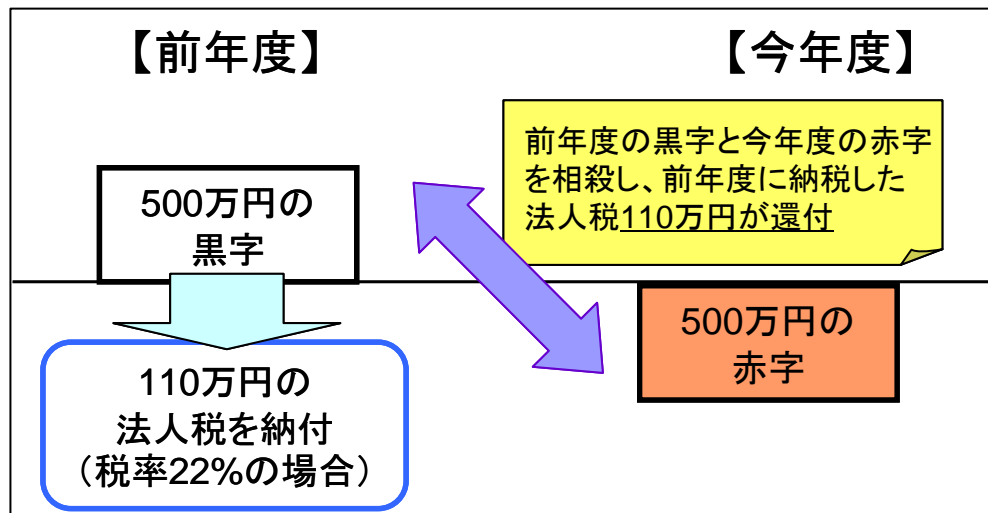 【前年度】
【今年度】
500万円の
黒字
前年度の黒字と今年度の赤字
を相殺し、前年度に納税した
法人税110万円が還付
110万円の
法人税を納付
（税率22%の場合）
500万円の
赤字